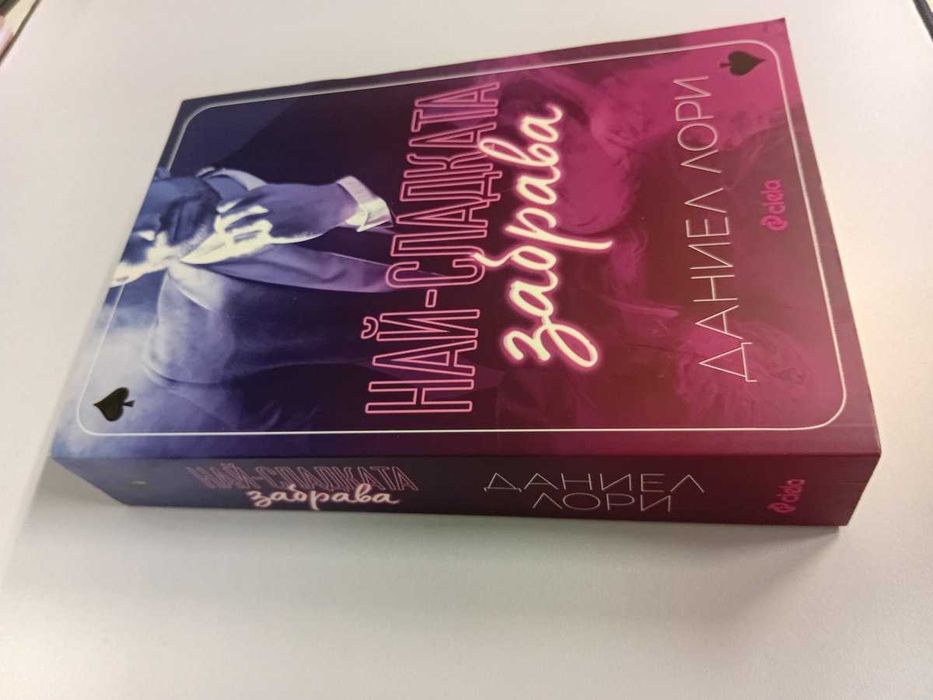 НАЙ-СЛАДКАТА
забрава
ДАНИЕЛ ЛОРИ
ciela
НАЙ-СЛАДКАТА
забрава
ДАНИЕЛ
ЛОРИ
ciela